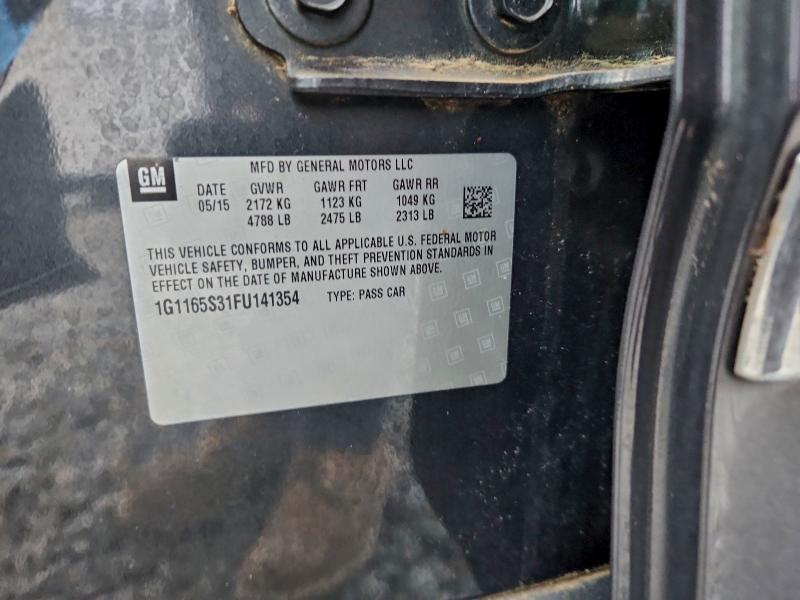 GM
MFD BY GENERAL MOTORS LLC
DATE GVWR GAWR FRT GAWR RR
05/15 2172 KG 1123 KG 1049 KG
4788 LB 2475 LB 2313 LB
THIS VEHICLE CONFORMS TO ALL APPLICABLE U.S. FEDERAL MOTOR
VEHICLE SAFETY, BUMPER, AND THEFT PREVENTION STANDARDS IN
EFFECT ON THE DATE OF MANUFACTURE SHOWN ABOVE.
1G1165S31FU141354 TYPE: PASS CAR